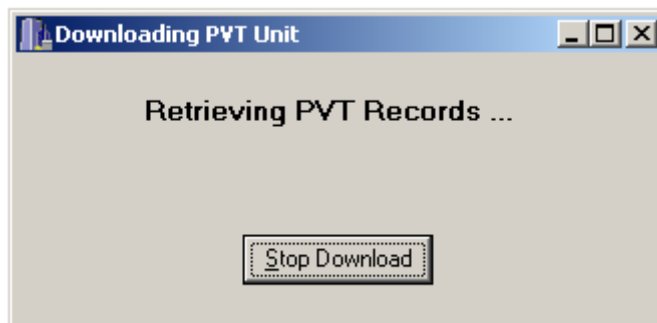 Downloading PVT Unit
Retrieving PVT Records ...
Stop Download